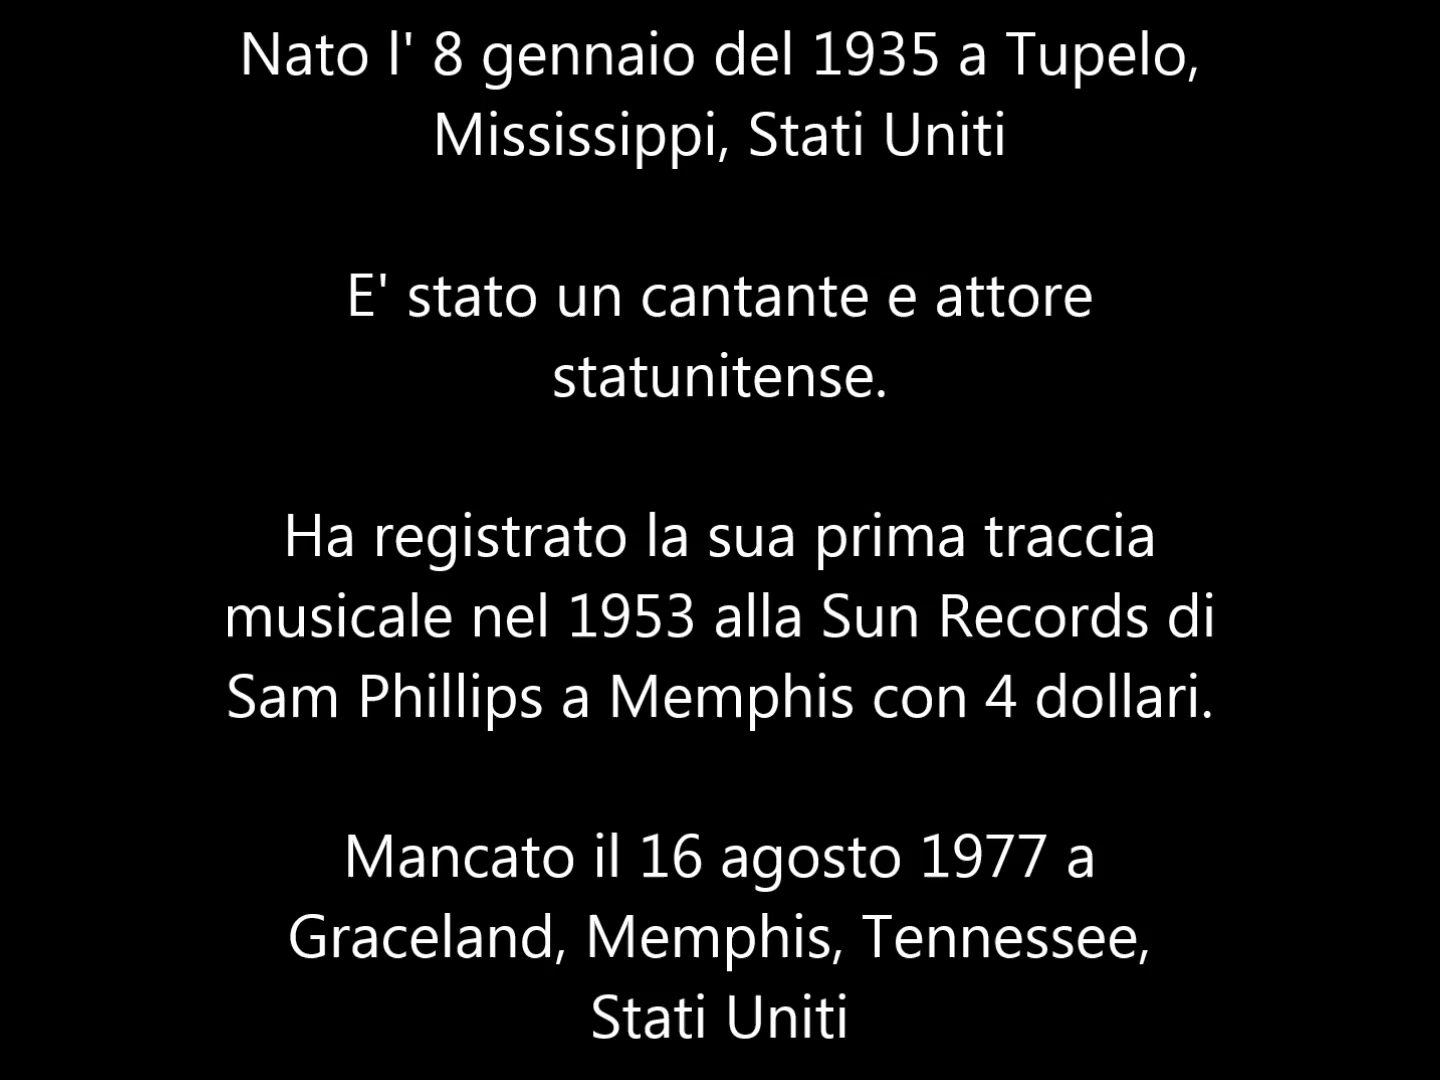 Nato l' 8 gennaio del 1935 a Tupelo,
Mississippi, Stati Uniti
E' stato un cantante e attore
statunitense.
Ha registrato la sua prima traccia
musicale nel 1953 alla Sun Records di
Sam Phillips a Memphis con 4 dollari.
Mancato il 16 agosto 1977 a
Graceland, Memphis, Tennessee,
Stati Uniti